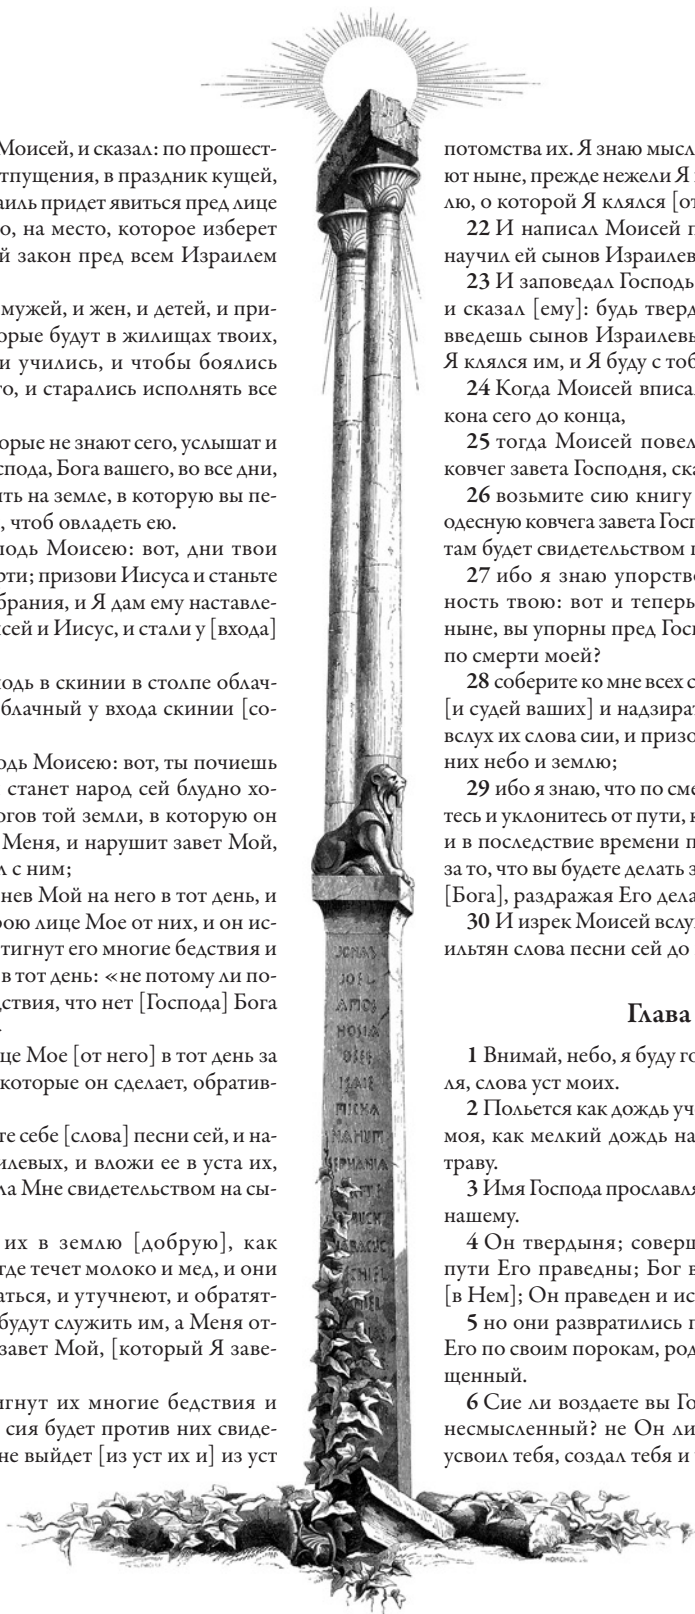 Моисей, и сказал: по прошест-
тпущения, в праздник кущей,
аиль придет явиться пред лице
о, на место, которое изберет
й закон пред всем Израилем
мужей, и жен, и детей, и при-
орые будут в жилищах твоих,
и учились, и чтобы боялись
го, и старались исполнять все
орые не знают сего, услышат и
спода, Бога вашего, во все дни,
ить на земле, в которую вы пе-
, чтоб овладеть ею.
подь Моисею: вот, дни твои
рти; призови Иисуса и станьте
брания, и Я дам ему наставле-
сей и Иисус, и стали у [входа]
подь в скинии в столпе облач-
блачный у входа скинии [со-
одь Моисею: вот, ты почиешь
станет народ сей блудно хо-
огов той земли, в которую он
Меня, и нарушит завет Мой,
л с ним;
нев Мой на него в тот день, и
рою лице Мое от них, и он ис-
тигнут его многие бедствия и
в тот день: «не потому ли по-
дствия, что нет [Господа] Бога
це Мое [от него] в тот день за
которые он сделает, обратив-
те себе [слова] песни сей, и на-
илевых, и вложи ее в уста их,
ла Мне свидетельством на сы-
их в землю [добрую], как
где течет молоко и мед, и они
аться, и утучнеют, и обратят-
будут служить им, а Меня от-
завет Мой, [который Я заве-
игнут их многие бедствия и
сия будет против них свиде-
не выйдет [из уст их и] из уст
JONAS
JOEL
AMOS
HOSIA
OSEE
ISAIE
MICHA
NAHUM
SEPHANIA
потомства их. Я знаю мысл
ют ныне, прежде нежели Я
лю, о которой Я клялся [от
22 И написал Моисей п
научил ей сынов Израилев
23 И заповедал Господь
и сказал [ему]: будь тверд
введешь сынов Израилевы
Я клялся им, и Я буду с тоб
24 Когда Моисей вписал
кона сего до конца,
25 тогда Моисей повел
ковчег завета Господня, ска
26 возьмите сию книгу
одесную ковчега завета Госп
там будет свидетельством п
27 ибо я знаю упорство
ность твою: вот и теперь
ныне, вы упорны пред Госп
по смерти моей?
28 соберите ко мне всех с
[и судей ваших] и надзират
вслух их слова сии, и призо
них небо и землю;
29 ибо я знаю, что по сме
тесь и уклонитесь от пути, к
и в последствие времени п
за то, что вы будете делать з
[Бога], раздражая Его дела
30 И изрек Моисей вслу
ильтян слова песни сей до
Глава
1 Внимай, небо, я буду го
ля, слова уст моих.
2 Польется как дождь уч
моя, как мелкий дождь на
траву.
3 Имя Господа прославля
нашему.
4 Он твердыня; соверш
пути Его праведны; Бог в
[в Нем]; Он праведен и ис
5 но они развратились п
Его по своим порокам, род
щенный.
6 Сие ли воздаете вы Го
несмысленный? не Он ли
усвоил тебя, создал тебя и